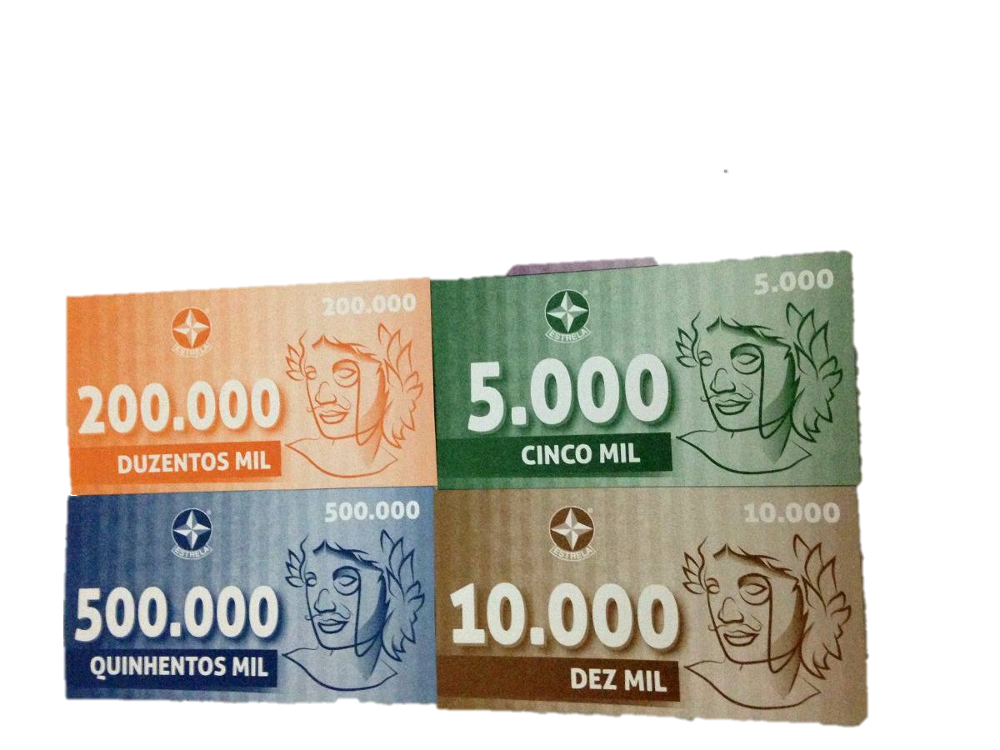 200.000
ESTRELA
200.000
DUZENTOS MIL
5.000
ESTRELA
5.000
CINCO MIL
500.000
ESTRELA
500.000
QUINHENTOS MIL
10.000
ESTRELA
10.000
DEZ MIL